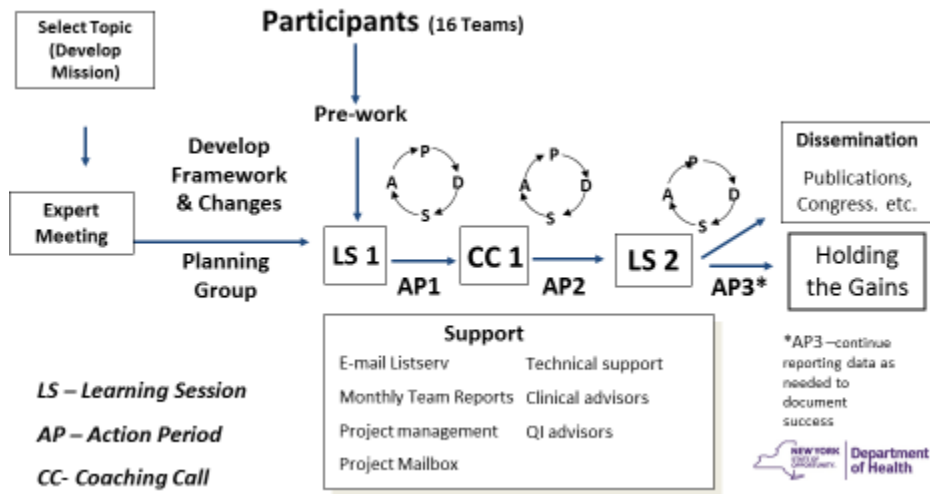 Select Topic
(Develop
Mission)
Participants (16 Teams)
Pre-work
Develop
Framework
& Changes
Expert
Meeting
Planning
Group
P
A
D
S
P
A
D
S
P
A
D
S
LS 1
AP1
CC 1
AP2
LS 2
AP3*
Dissemination
Publications,
Congress. etc.
Holding
the Gains
Support
E-mail Listserv
Technical support
Monthly Team Reports
Clinical advisors
Project management
QI advisors
Project Mailbox
*AP3 –continue
reporting data as
needed to
document
success
LS – Learning Session
AP – Action Period
CC- Coaching Call
NEW YORK
STATE OF
OPPORTUNITY.
Department
of Health